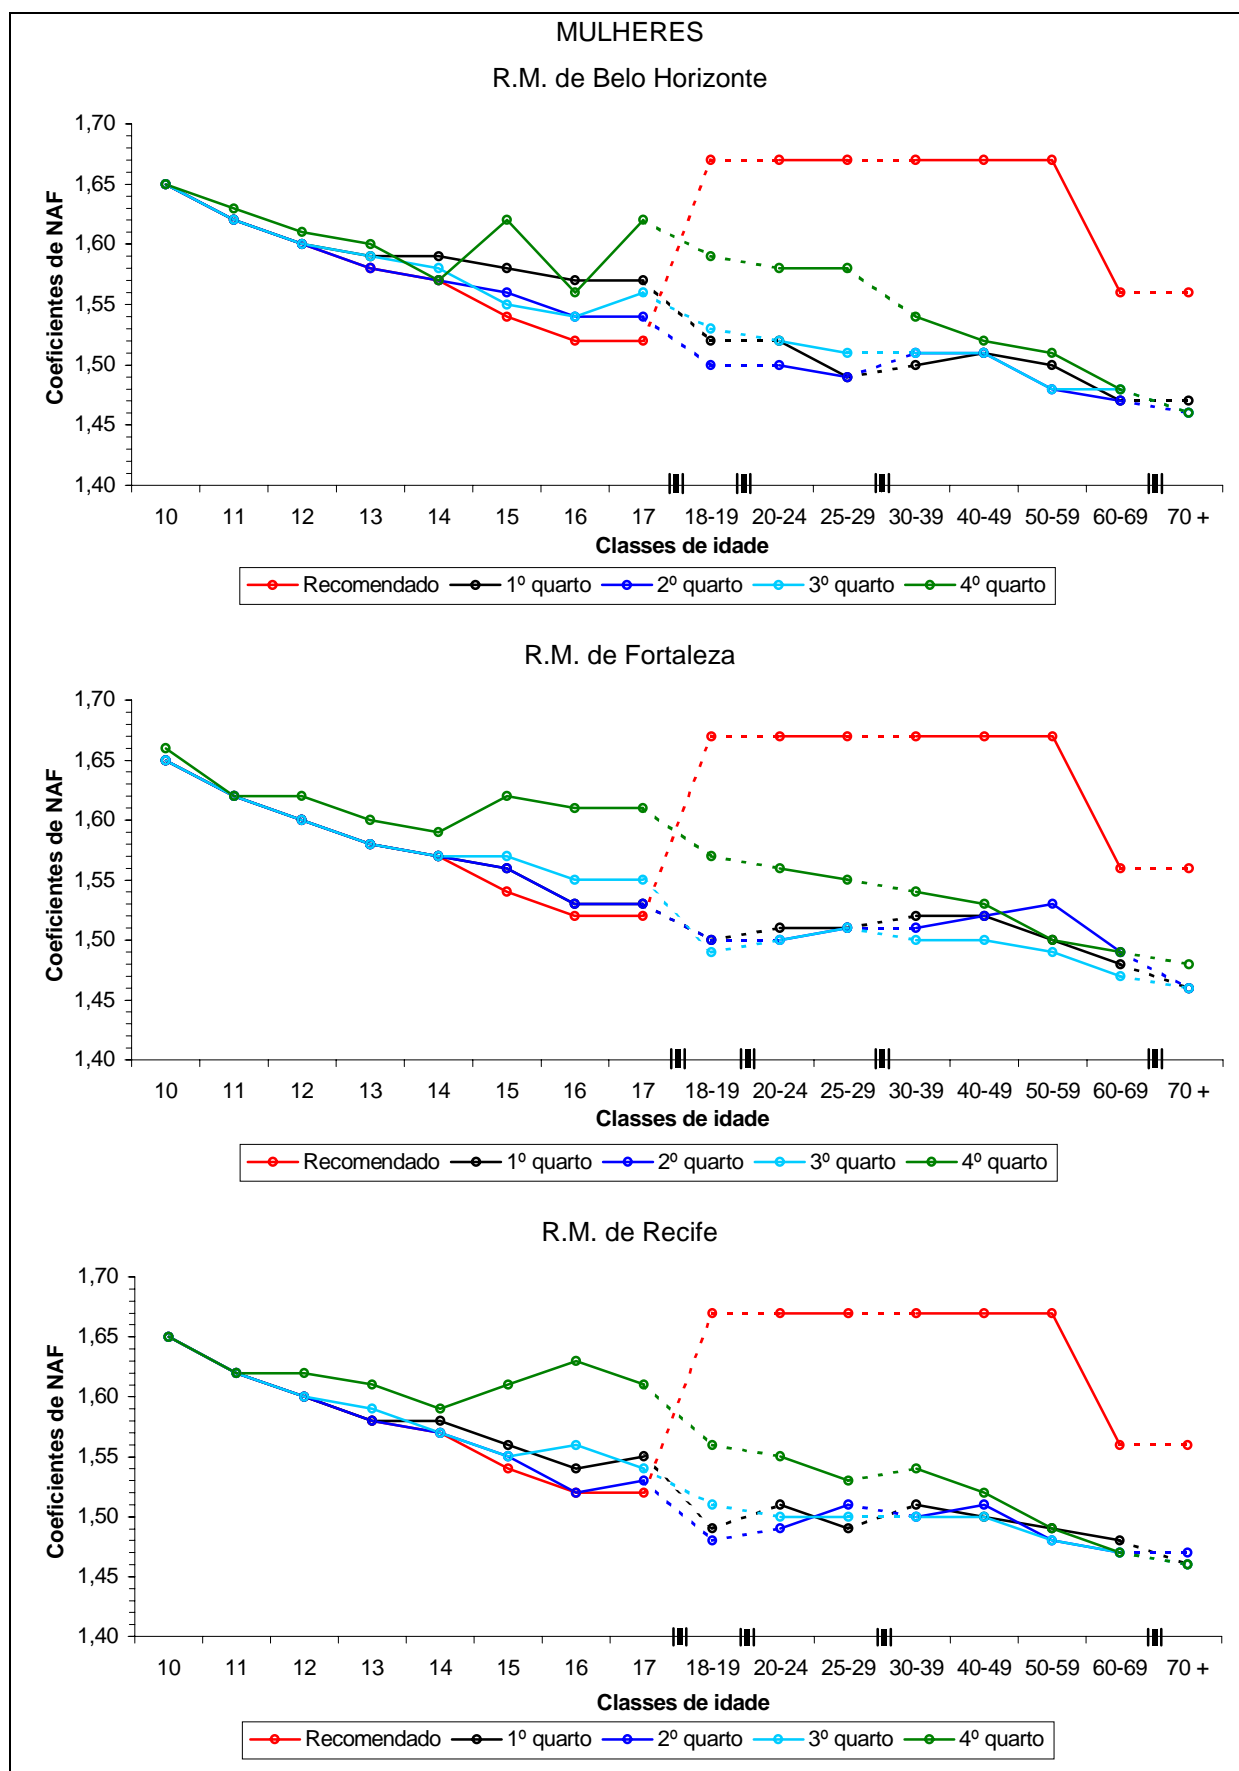 MULHERES
R.M. de Belo Horizonte
Coeficientes de NAF
1,70
1,65
1,60
1,55
1,50
1,45
1,40
10 11 12 13 14 15 16 17 18-19 20-24 25-29 30-39 40-49 50-59 60-69 70 +
Classes de idade
Recomendado 1º quarto 2º quarto 3º quarto 4º quarto
R.M. de Fortaleza
Coeficientes de NAF
1,70
1,65
1,60
1,55
1,50
1,45
1,40
10 11 12 13 14 15 16 17 18-19 20-24 25-29 30-39 40-49 50-59 60-69 70 +
Classes de idade
Recomendado 1º quarto 2º quarto 3º quarto 4º quarto
R.M. de Recife
Coeficientes de NAF
1,70
1,65
1,60
1,55
1,50
1,45
1,40
10 11 12 13 14 15 16 17 18-19 20-24 25-29 30-39 40-49 50-59 60-69 70 +
Classes de idade
Recomendado 1º quarto 2º quarto 3º quarto 4º quarto